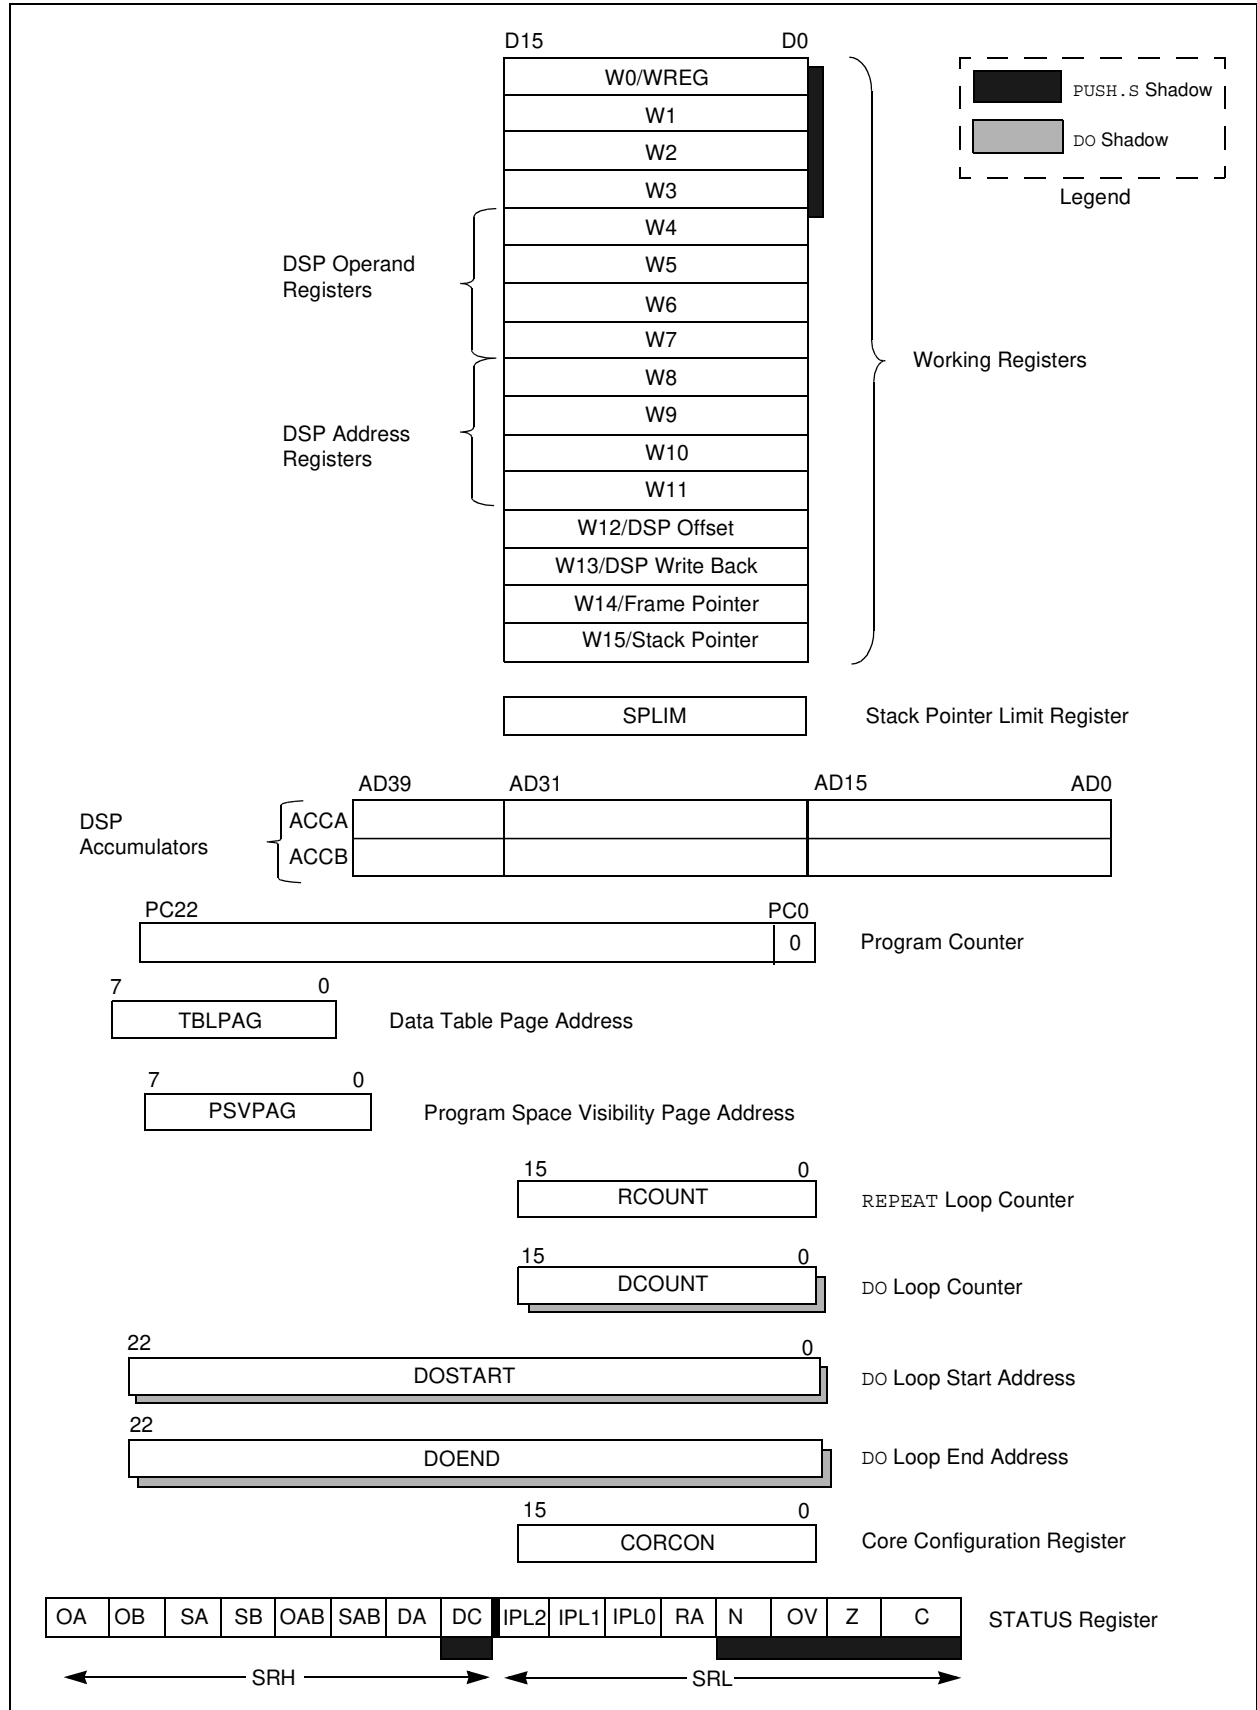 D15 D0
W0/WREG
W1
W2
W3
W4
W5
W6
W7
W8
W9
W10
W11
W12/DSP Offset
W13/DSP Write Back
W14/Frame Pointer
W15/Stack Pointer
PUSH.S Shadow
DO Shadow
Legend
DSP Operand
Registers
DSP Address
Registers
Working Registers
SPLIM
Stack Pointer Limit Register
AD39 AD31 AD15 AD0
DSP
Accumulators
ACCA
ACCB
PC22 PC0
0
Program Counter
7 0
TBLPAG
Data Table Page Address
7 0
PSVPAG
Program Space Visibility Page Address
15 0
RCOUNT
REPEAT Loop Counter
15 0
DCOUNT
DO Loop Counter
22 0
DOSTART
DO Loop Start Address
22
DOEND
DO Loop End Address
15 0
CORCON
Core Configuration Register
OA OB SA SB OAB SAB DA DC IPL2 IPL1 IPL0 RA N OV Z C
STATUS Register
SRH SRL